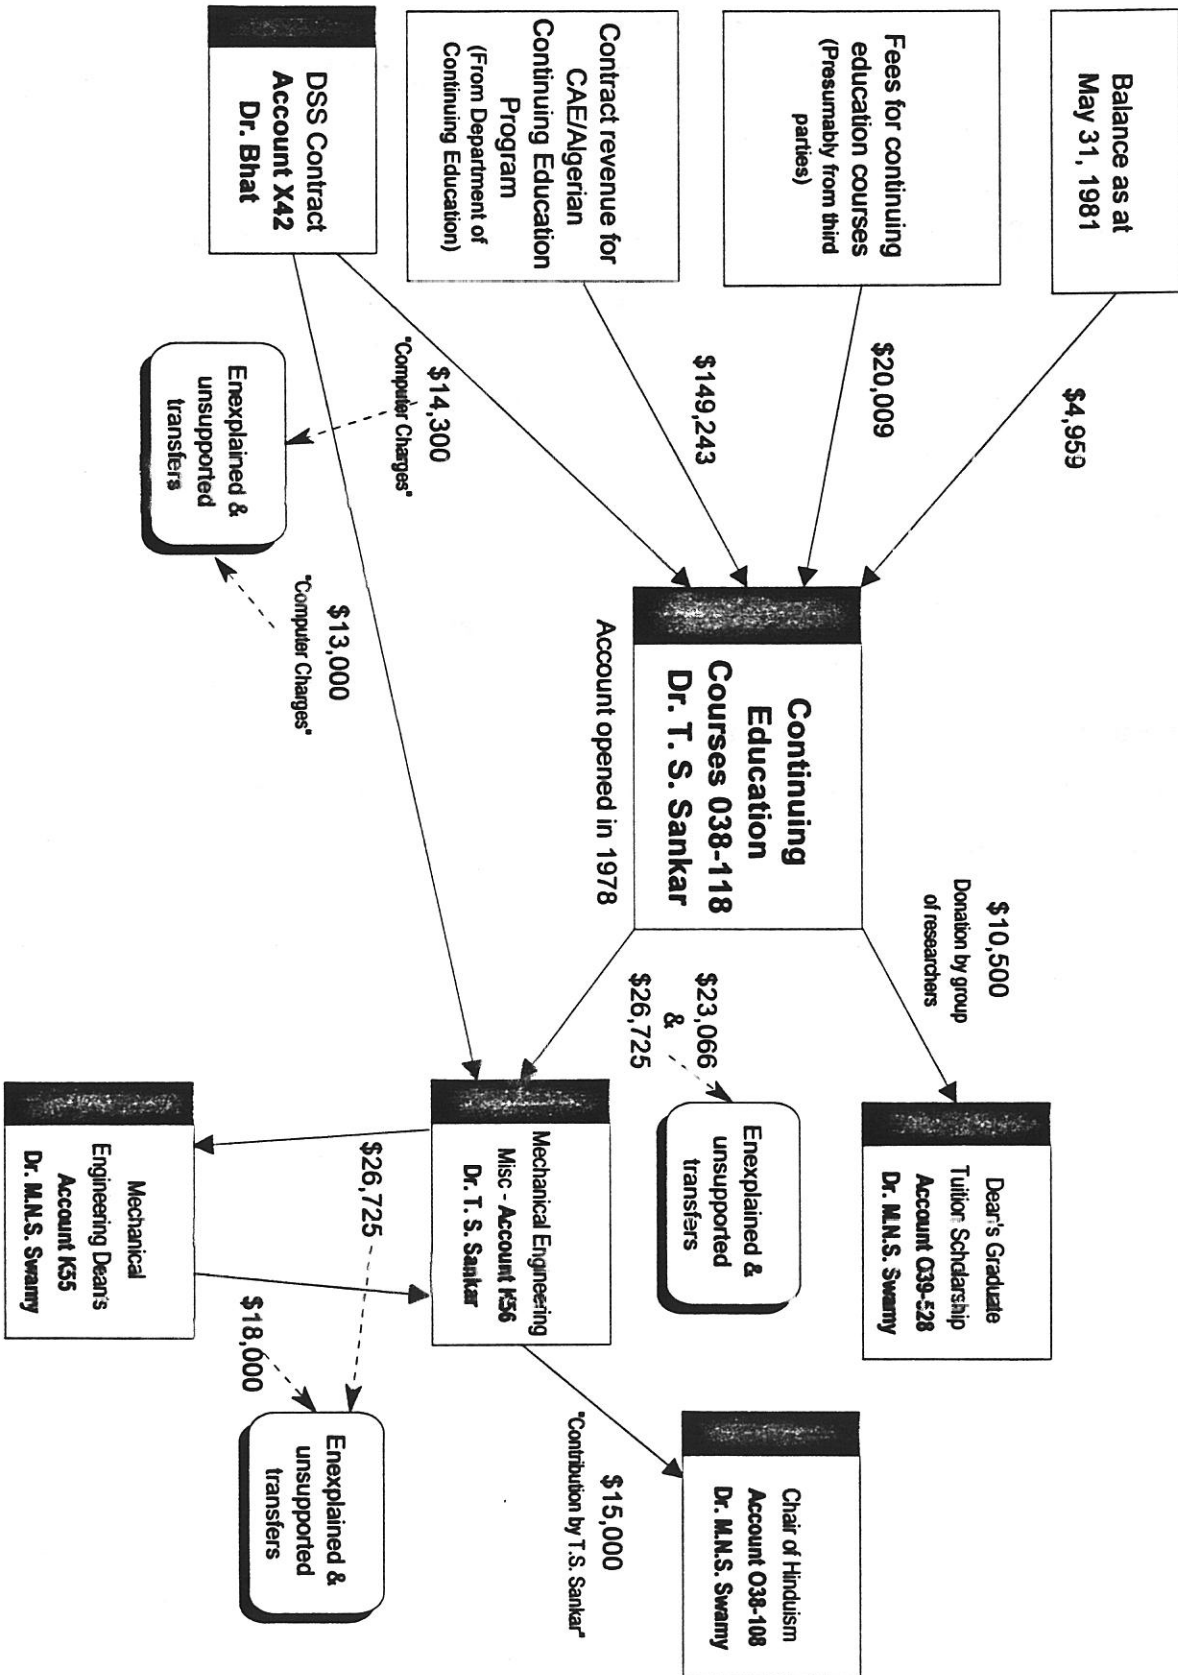 Balance as at
May 31, 1981
Fees for continuing
education courses
(Presumably from third
parties)
Contract revenue for
CAE/Algerian
Continuing Education
Program
(From Department of
Continuing Education)
DSS Contract
Account X42
Dr. Bhat
$4,959
$20,009
$149,243
$14,300
"Computer Charges"
Enexplained &
unsupported
transfers
$13,000
"Computer Charges"
Continuing
Education
Courses 038-118
Dr. T. S. Sankar
Account opened in 1978
$10,500
Donation by group
of researchers
$23,066
&
$26,725
Enexplained &
unsupported
transfers
Dean's Graduate
Tuition Scholarship
Account O39-528
Dr. M.N.S. Swamy
Mechanical Engineering
Misc - Account K56
Dr. T. S. Sankar
Mechanical
Engineering Dean's
Account K55
Dr. M.N.S. Swamy
$26,725
$18,000
Enexplained &
unsupported
transfers
$15,000
"Contribution by T.S. Sankar"
Chair of Hinduism
Account O38-108
Dr. M.N.S. Swamy